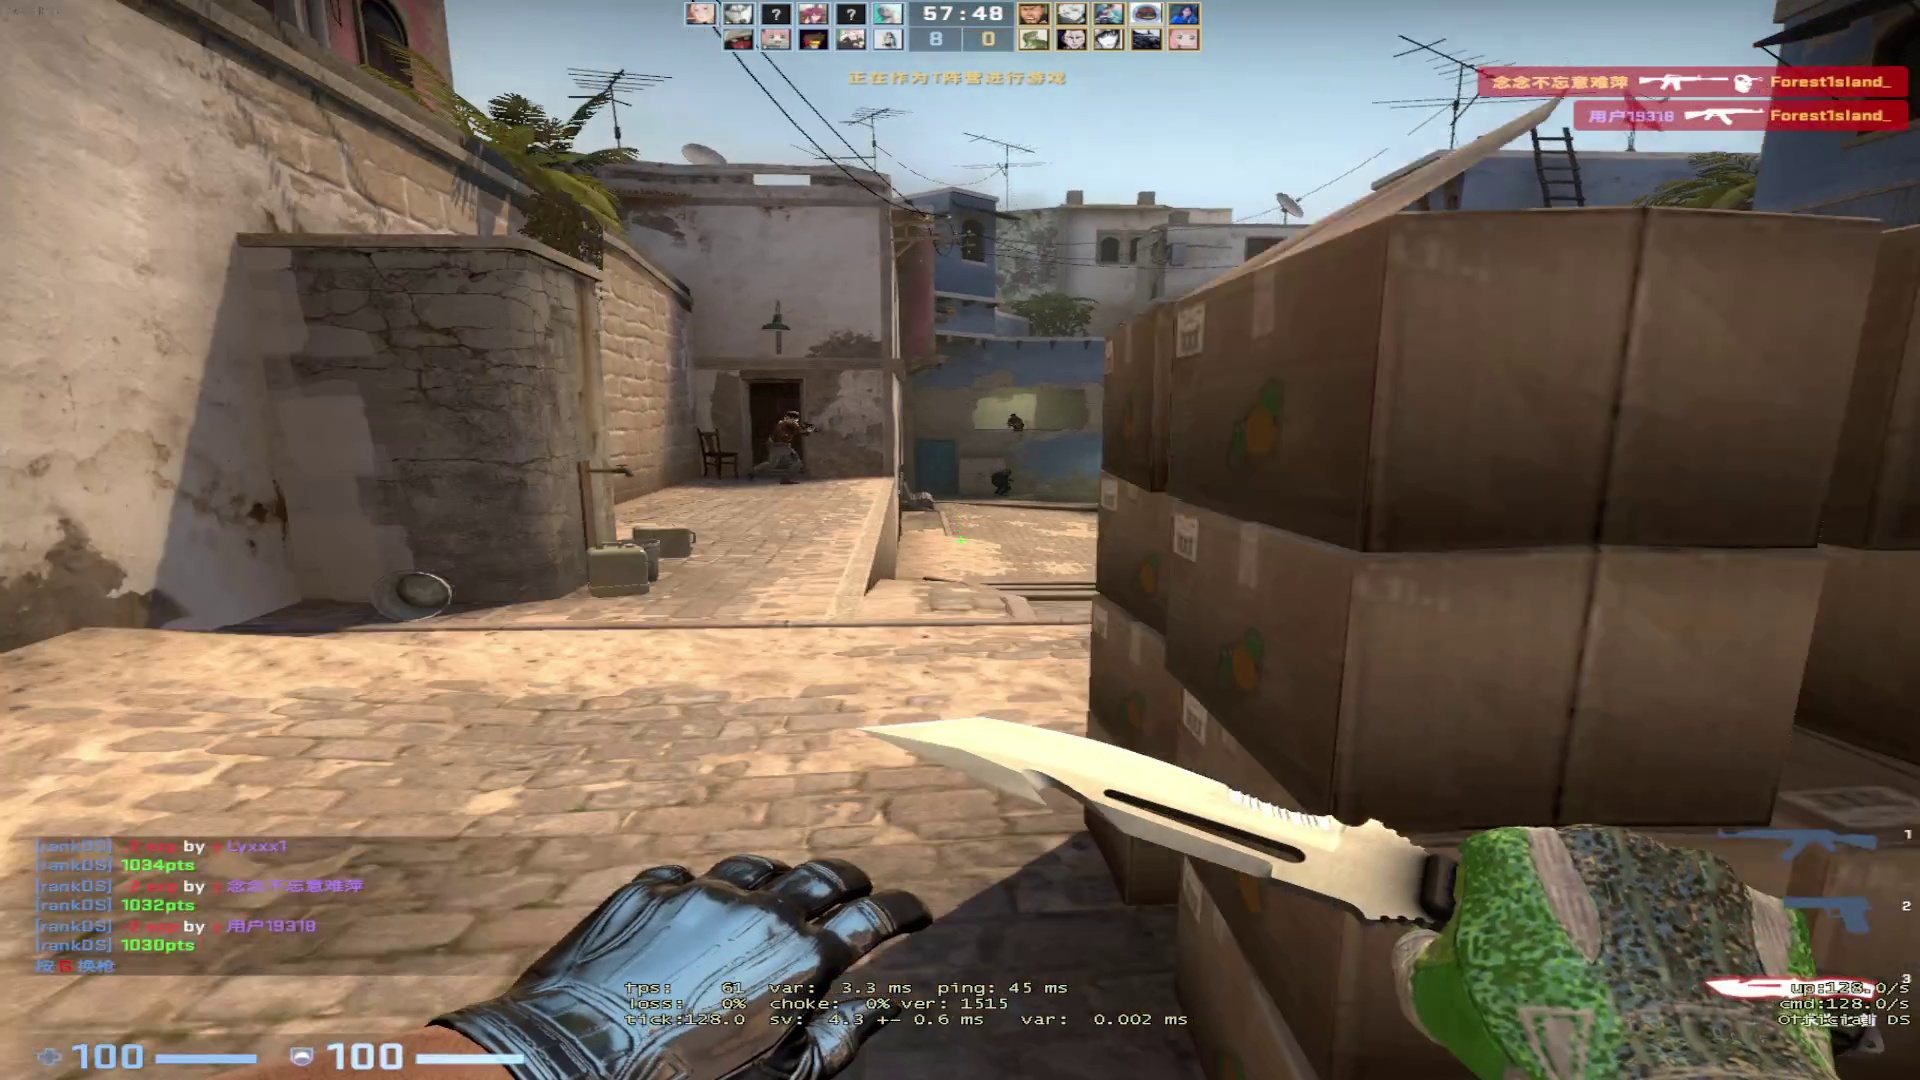 ? ? 57:48
8 0
正在作为T阵营进行游戏
念念不忘意难萍 Forest1sland_
用户19318 Forest1sland_
[rankDS] by Lyxxx1
[rankDS] 1034pts
[rankDS] by 念念不忘意难萍
[rankDS] 1032pts
[rankDS] by 用户19318
[rankDS] 1030pts
按 G 换枪
1
2
3
fps: 61 var: 3.3 ms ping: 45 ms
loss: 0% choke: 0% ver: 1515
tick:128.0 sv: 4.3 +- 0.6 ms var: 0.002 ms
up:128.0/s
cmd:128.0/s
Official DS
100 100